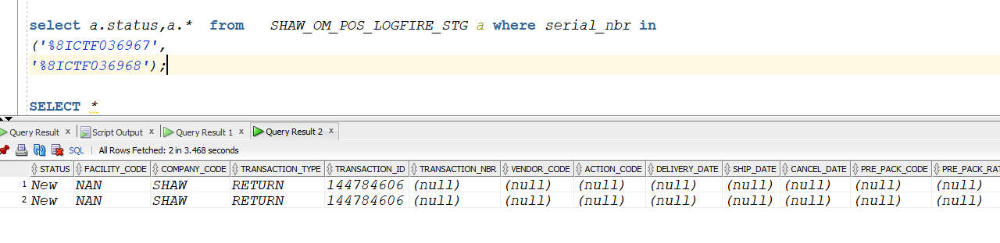 select a.status,a.* from SHAW_OM_POS_LOGFIRE_STG a where serial_nbr in
('%8ICTF036967',
'%8ICTF036968');
SELECT *
Query Result x Script Output x Query Result 1 x Query Result 2 x
SQL | All Rows Fetched: 2 in 3.468 seconds
STATUS FACILITY_CODE COMPANY_CODE TRANSACTION_TYPE TRANSACTION_ID TRANSACTION_NBR VENDOR_CODE ACTION_CODE DELIVERY_DATE SHIP_DATE CANCEL_DATE PRE_PACK_CODE PRE_PACK_RAT
1 New NAN SHAW RETURN 144784606 (null) (null) (null) (null) (null) (null) (null) (null)
2 New NAN SHAW RETURN 144784606 (null) (null) (null) (null) (null) (null) (null) (null)